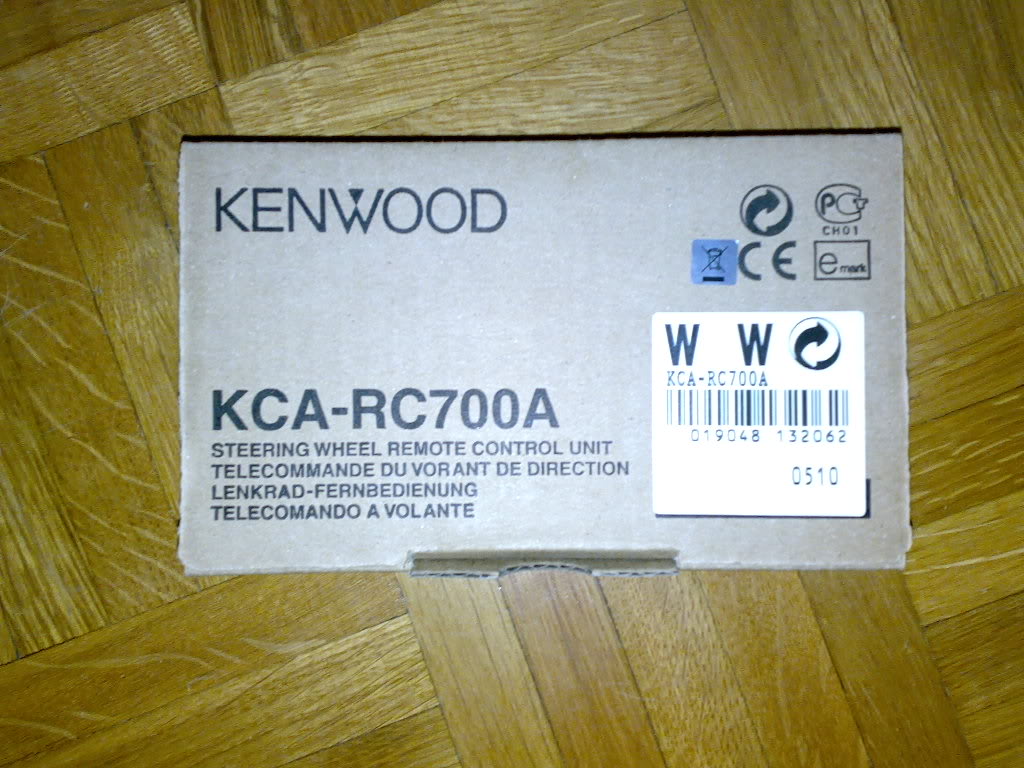 KENWOOD
PG
CH01
CE
e mark
KCA-RC700A
STEERING WHEEL REMOTE CONTROL UNIT
TELECOMMANDE DU VORANT DE DIRECTION
LENKRAD-FERNBEDIENUNG
TELECOMANDO A VOLANTE
W W
KCA-RC700A
019048 132062
0510